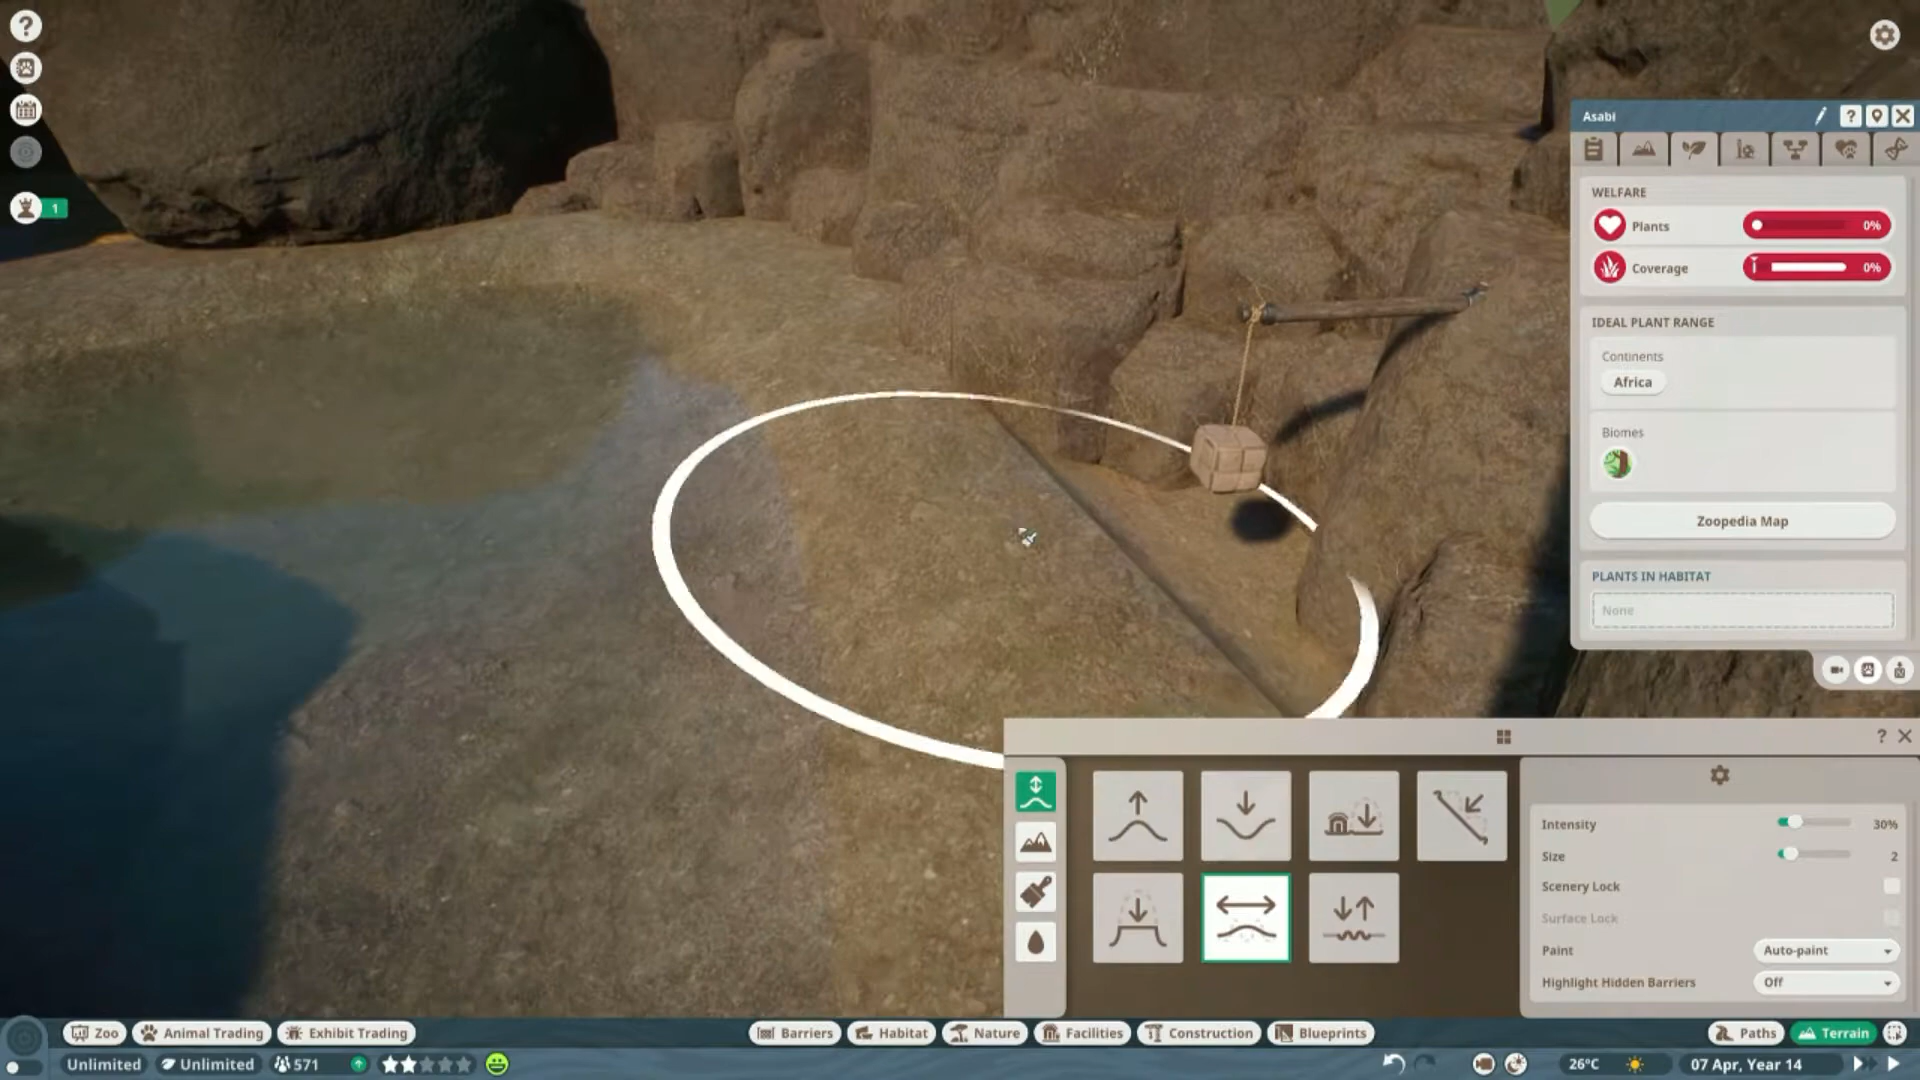 ?
1
Asabi
?
WELFARE
Plants 0%
Coverage 0%
IDEAL PLANT RANGE
Continents
Africa
Biomes
Zoopedia Map
PLANTS IN HABITAT
None
?
Intensity 30%
Size 2
Scenery Lock
Surface Lock
Paint Auto-paint
Highlight Hidden Barriers Off
Zoo Animal Trading Exhibit Trading Barriers Habitat Nature Facilities Construction Blueprints Paths Terrain
Unlimited Unlimited 571 26°C 07 Apr, Year 14